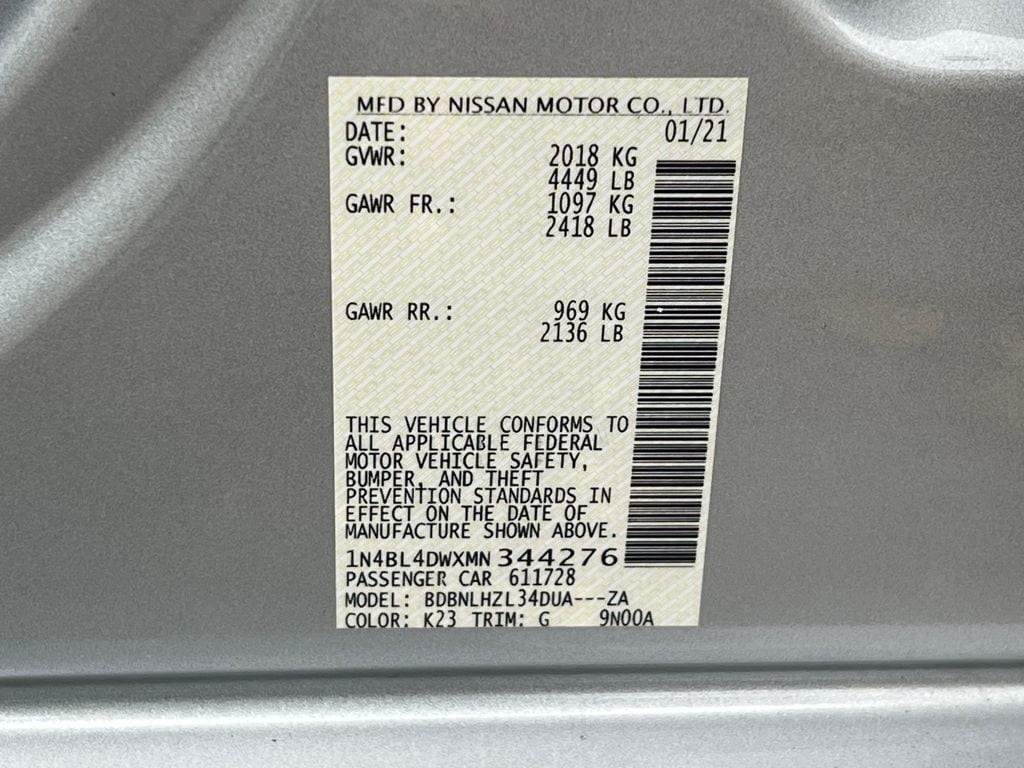 MFD BY NISSAN MOTOR CO., LTD.
DATE: 01/21
GVWR: 2018 KG
4449 LB
GAWR FR.: 1097 KG
2418 LB
GAWR RR.: 969 KG
2136 LB
THIS VEHICLE CONFORMS TO
ALL APPLICABLE FEDERAL
MOTOR VEHICLE SAFETY,
BUMPER, AND THEFT
PREVENTION STANDARDS IN
EFFECT ON THE DATE OF
MANUFACTURE SHOWN ABOVE.
1N4BL4DWXMN344276
PASSENGER CAR 611728
MODEL: BDBNLHZL34DUA---ZA
COLOR: K23 TRIM: G 9N00A